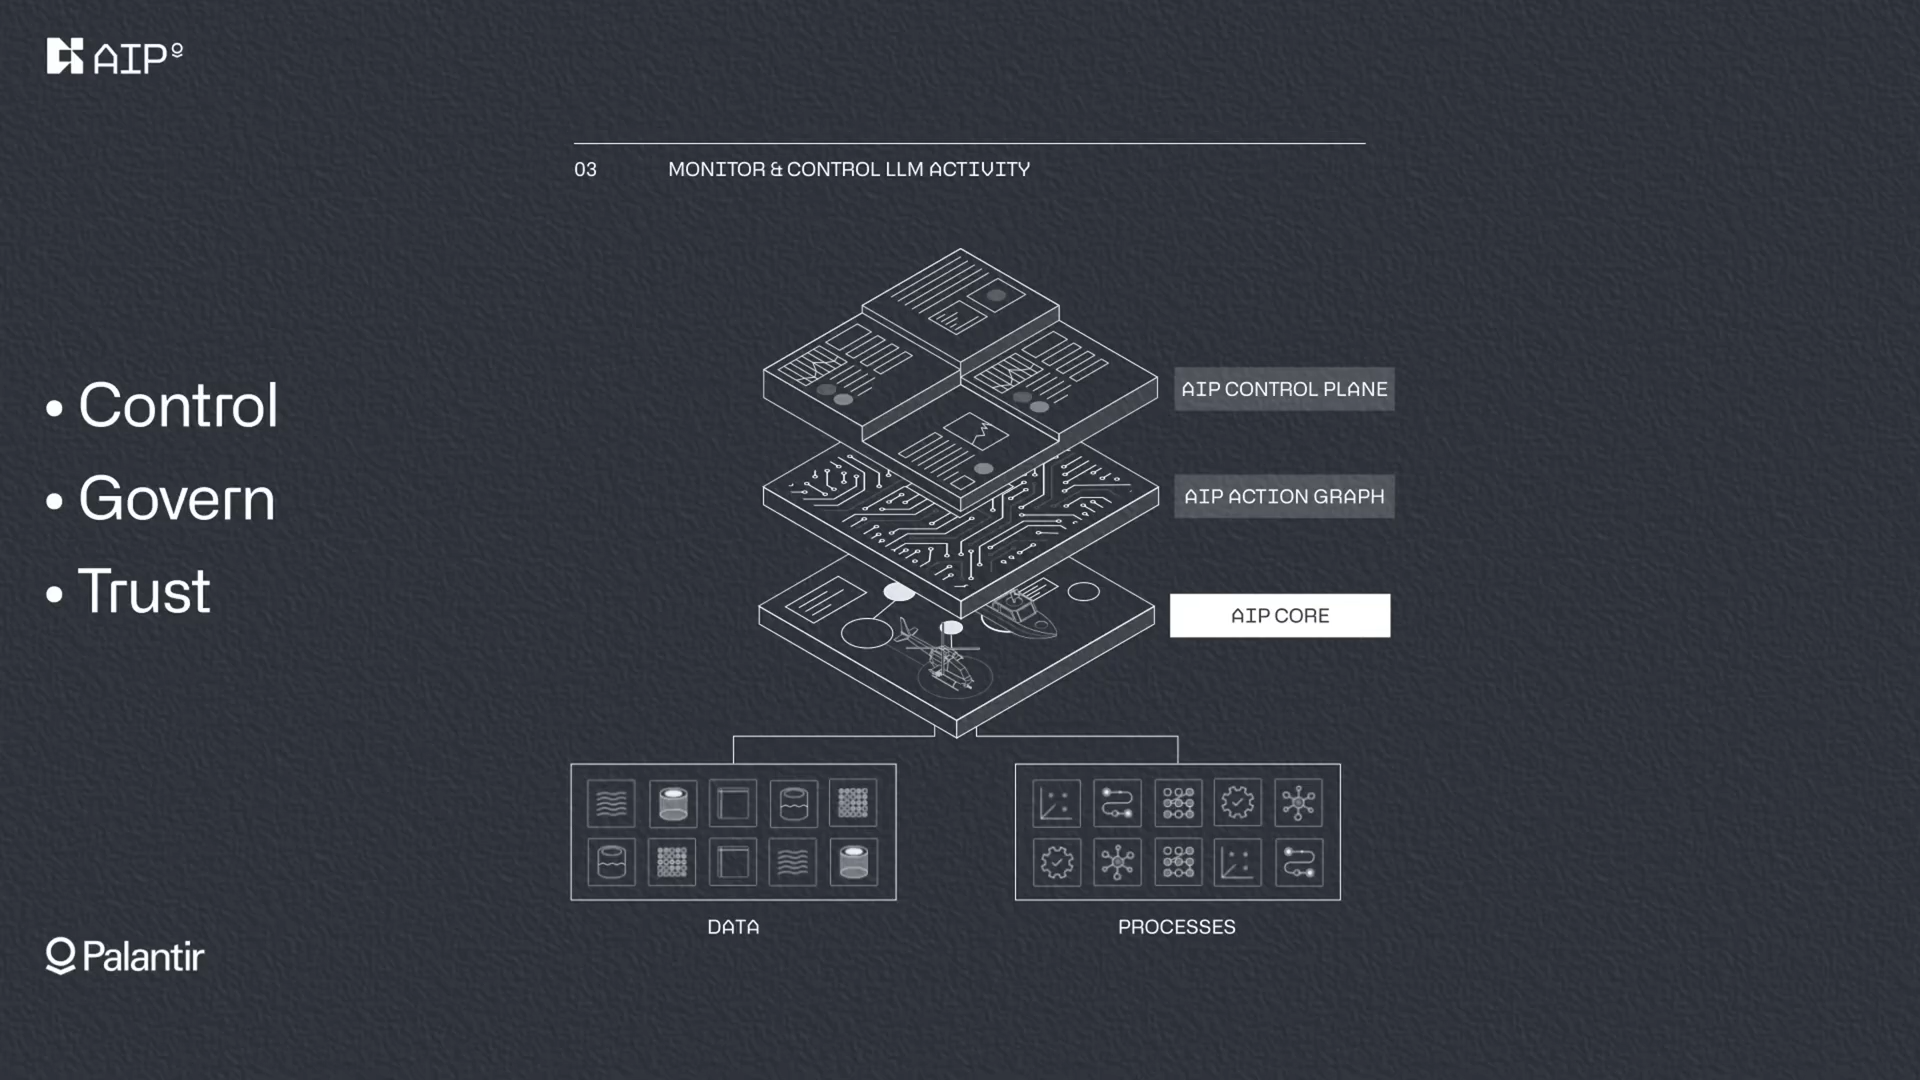 AIP
03 MONITOR & CONTROL LLM ACTIVITY
• Control
• Govern
• Trust
AIP CONTROL PLANE
AIP ACTION GRAPH
AIP CORE
DATA
PROCESSES
Palantir